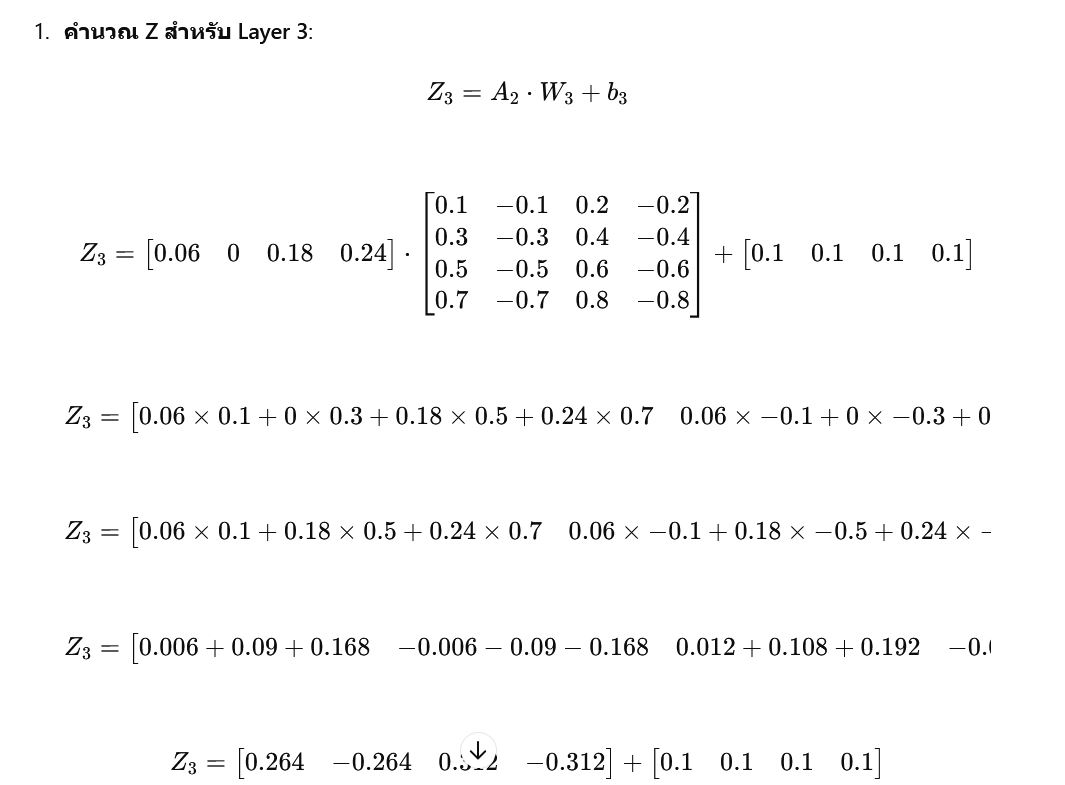 1. คำนวณ Z สำหรับ Layer 3:
Z₃ = A₂ · W₃ + b₃
Z₃ = [0.06 0 0.18 0.24] · [0.1 −0.1 0.2 −0.2
0.3 −0.3 0.4 −0.4
0.5 −0.5 0.6 −0.6
0.7 −0.7 0.8 −0.8] + [0.1 0.1 0.1 0.1]
Z₃ = [0.06 × 0.1 + 0 × 0.3 + 0.18 × 0.5 + 0.24 × 0.7 0.06 × −0.1 + 0 × −0.3 + 0
Z₃ = [0.06 × 0.1 + 0.18 × 0.5 + 0.24 × 0.7 0.06 × −0.1 + 0.18 × −0.5 + 0.24 × −
Z₃ = [0.006 + 0.09 + 0.168 −0.006 − 0.09 − 0.168 0.012 + 0.108 + 0.192 −0.
Z₃ = [0.264 −0.264 −0.312] + [0.1 0.1 0.1 0.1]